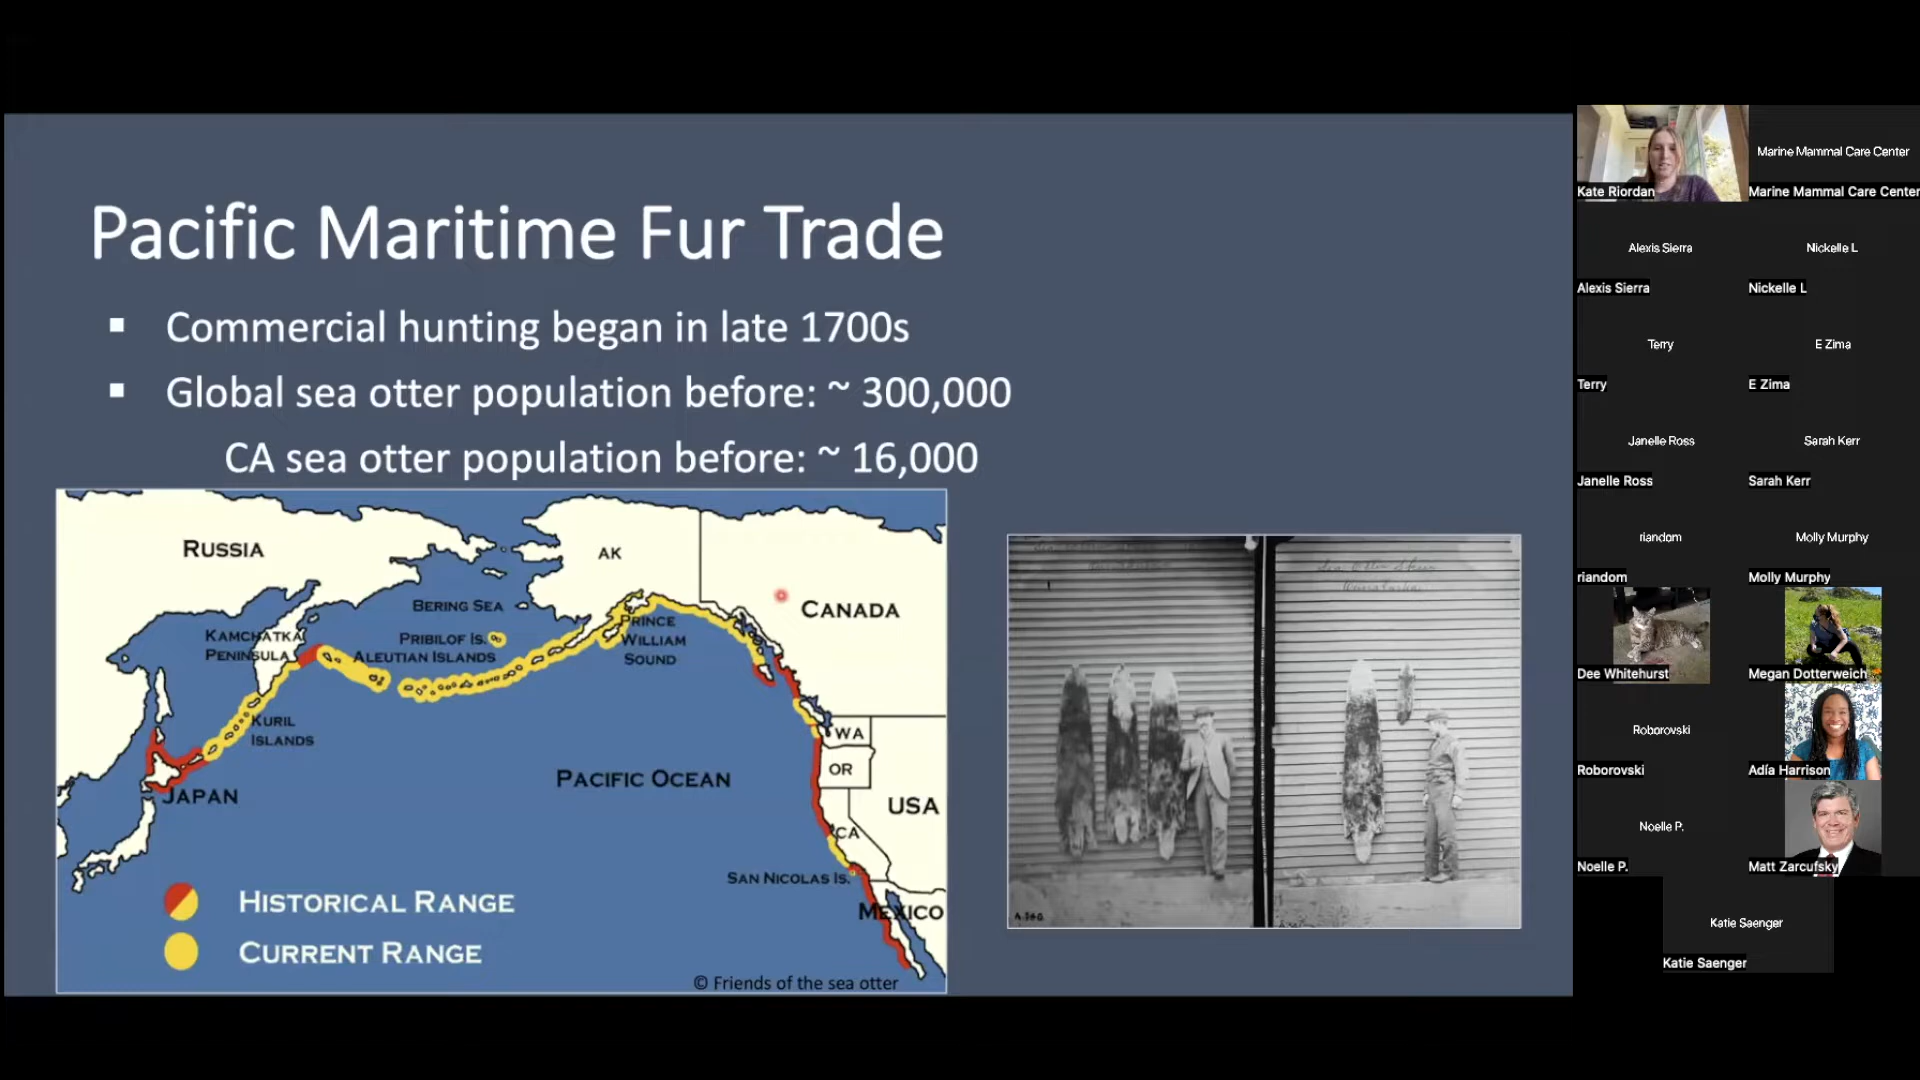 Pacific Maritime Fur Trade
▪ Commercial hunting began in late 1700s
▪ Global sea otter population before: ~ 300,000
CA sea otter population before: ~ 16,000
RUSSIA
AK
BERING SEA
CANADA
KAMCHATKA
PENINSULA
PRIBILOF IS.
ALEUTIAN ISLANDS
PRINCE
WILLIAM
SOUND
KURIL
ISLANDS
WA
OR
PACIFIC OCEAN
JAPAN
USA
CA
SAN NICOLAS IS.
MEXICO
HISTORICAL RANGE
CURRENT RANGE
© Friends of the sea otter
Kate Riordan
Marine Mammal Care Center
Marine Mammal Care Center
Alexis Sierra
Nickelle L
Alexis Sierra
Nickelle L
Terry
E Zima
Terry
E Zima
Janelle Ross
Sarah Kerr
Janelle Ross
Sarah Kerr
riandom
Molly Murphy
riandom
Molly Murphy
Dee Whitehurst
Megan Dotterweich
Roborovski
Roborovski
Adía Harrison
Noelle P.
Noelle P.
Matt Zarcufsky
Katie Saenger
Katie Saenger